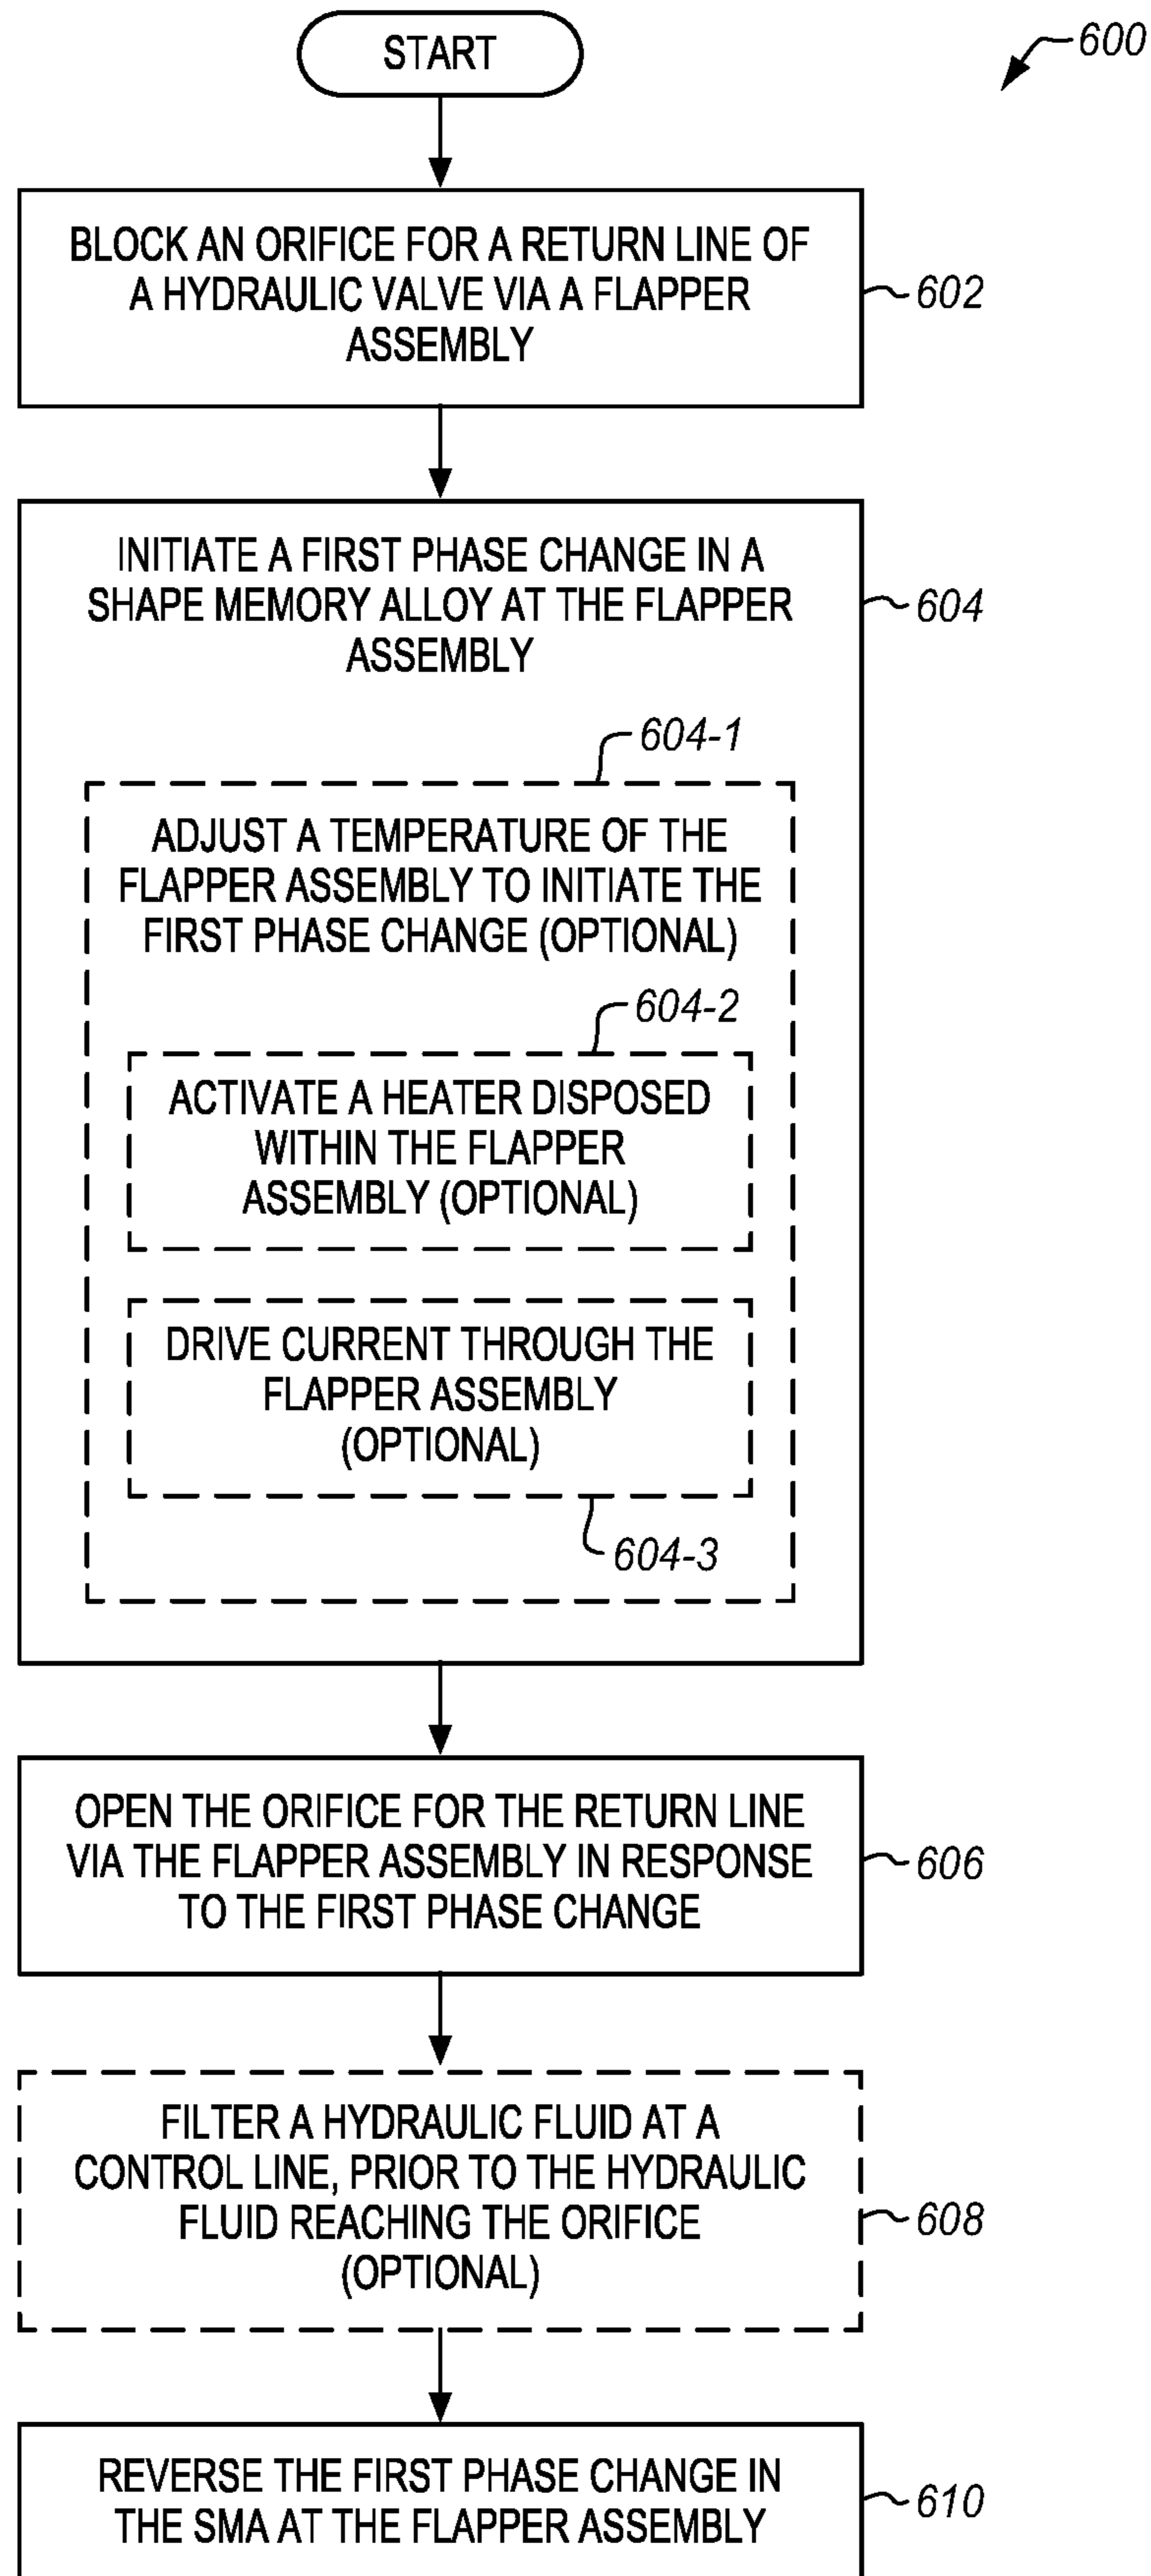 START
600
BLOCK AN ORIFICE FOR A RETURN LINE OF
A HYDRAULIC VALVE VIA A FLAPPER
ASSEMBLY
602
INITIATE A FIRST PHASE CHANGE IN A
SHAPE MEMORY ALLOY AT THE FLAPPER
ASSEMBLY
604
604-1
ADJUST A TEMPERATURE OF THE
FLAPPER ASSEMBLY TO INITIATE THE
FIRST PHASE CHANGE (OPTIONAL)
604-2
ACTIVATE A HEATER DISPOSED
WITHIN THE FLAPPER
ASSEMBLY (OPTIONAL)
DRIVE CURRENT THROUGH THE
FLAPPER ASSEMBLY
(OPTIONAL)
604-3
OPEN THE ORIFICE FOR THE RETURN LINE
VIA THE FLAPPER ASSEMBLY IN RESPONSE
TO THE FIRST PHASE CHANGE
606
FILTER A HYDRAULIC FLUID AT A
CONTROL LINE, PRIOR TO THE HYDRAULIC
FLUID REACHING THE ORIFICE
(OPTIONAL)
608
REVERSE THE FIRST PHASE CHANGE IN
THE SMA AT THE FLAPPER ASSEMBLY
610